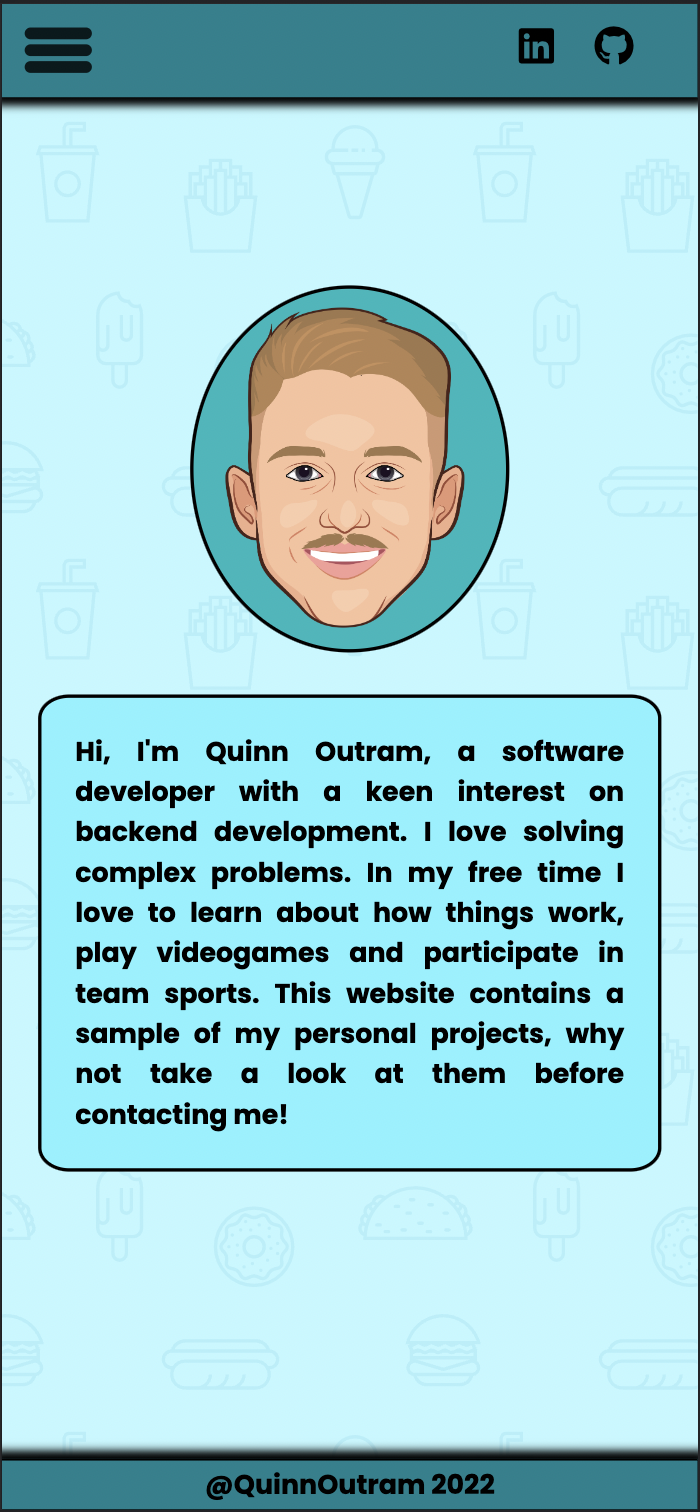 in
Hi, I'm Quinn Outram, a software
developer with a keen interest on
backend development. I love solving
complex problems. In my free time I
love to learn about how things work,
play videogames and participate in
team sports. This website contains a
sample of my personal projects, why
not take a look at them before
contacting me!
@QuinnOutram 2022